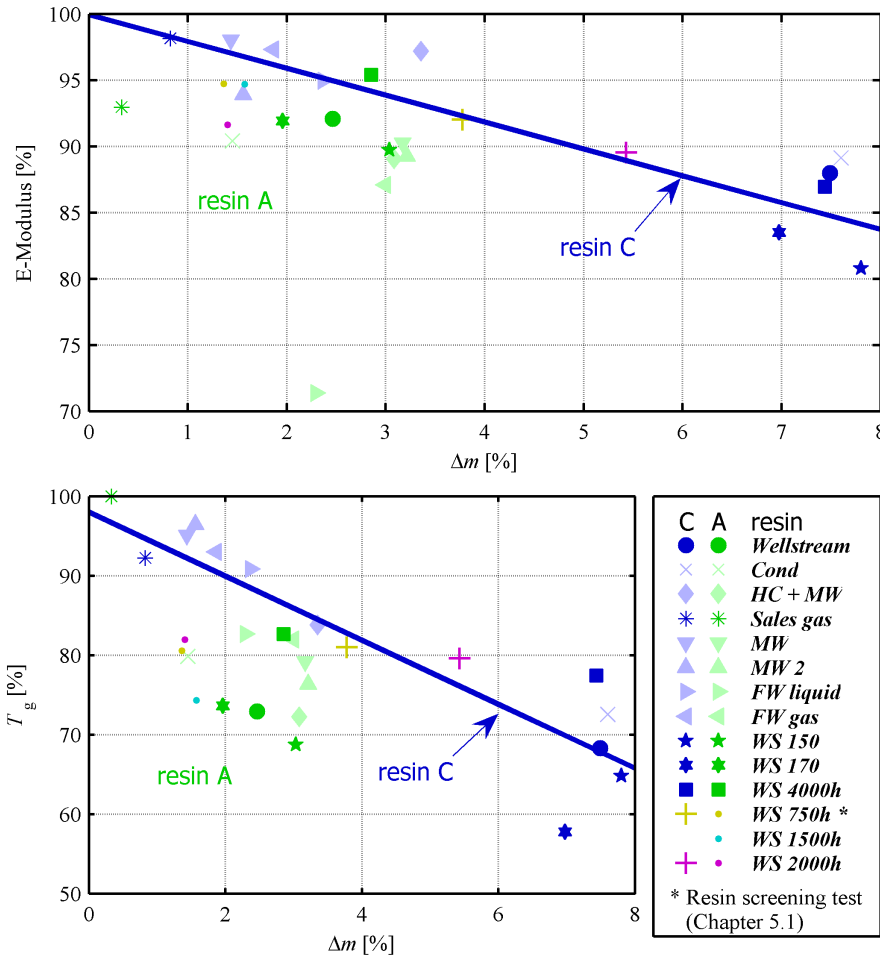 100
95
90
85
80
75
70
E-Modulus [%]
resin A
resin C
0 1 2 3 4 5 6 7 8
Δm [%]
100
90
80
70
60
50
T g [%]
resin A
resin C
0 2 4 6 8
Δm [%]
C A resin
Wellstream
Cond
HC + MW
Sales gas
MW
MW 2
FW liquid
FW gas
WS 150
WS 170
WS 4000h
WS 750h *
WS 1500h
WS 2000h
* Resin screening test
(Chapter 5.1)